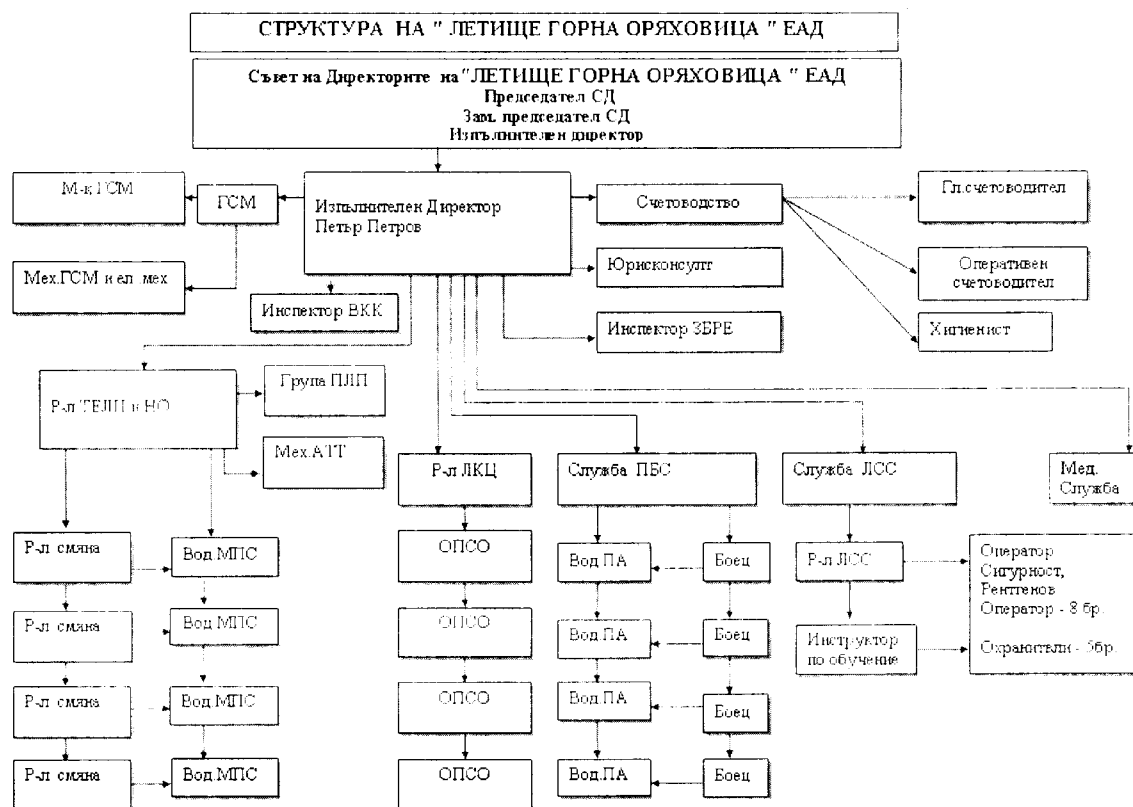 СТРУКТУРА НА " ЛЕТИЩЕ ГОРНА ОРЯХОВИЦА " ЕАД
Съвет на Директорите на "ЛЕТИЩЕ ГОРНА ОРЯХОВИЦА " ЕАД
Председател СД
Зам. председател СД
Изпълнителен директор
М-к ГСМ
ГСМ
Изпълнителен Директор
Петър Петров
Счетоводство
Гл.счетоводител
Мех.ГСМ и ел. мех
Юрисконсулт
Оперативен
счетоводител
Инспектор ВКК
Инспектор ЗБРЕ
Хигиенист
Р-л ТЕЛП и НО
Група ПЛП
Мех.АТТ
Р-л ЛКЦ
Служба ПБС
Служба ЛСС
Мед.
Служба
Р-л смяна
Вод.МПС
ОПСО
Вод.ПА
Боец
Р-л ЛСС
Оператор
Сигурност,
Рентгенов
Оператор - 8 бр.
Охранители - 5бр.
Р-л смяна
Вод.МПС
ОПСО
Вод.ПА
Боец
Инструктор
по обучение
Р-л смяна
Вод.МПС
ОПСО
Вод.ПА
Боец
Р-л смяна
Вод.МПС
ОПСО
Вод.ПА
Боец